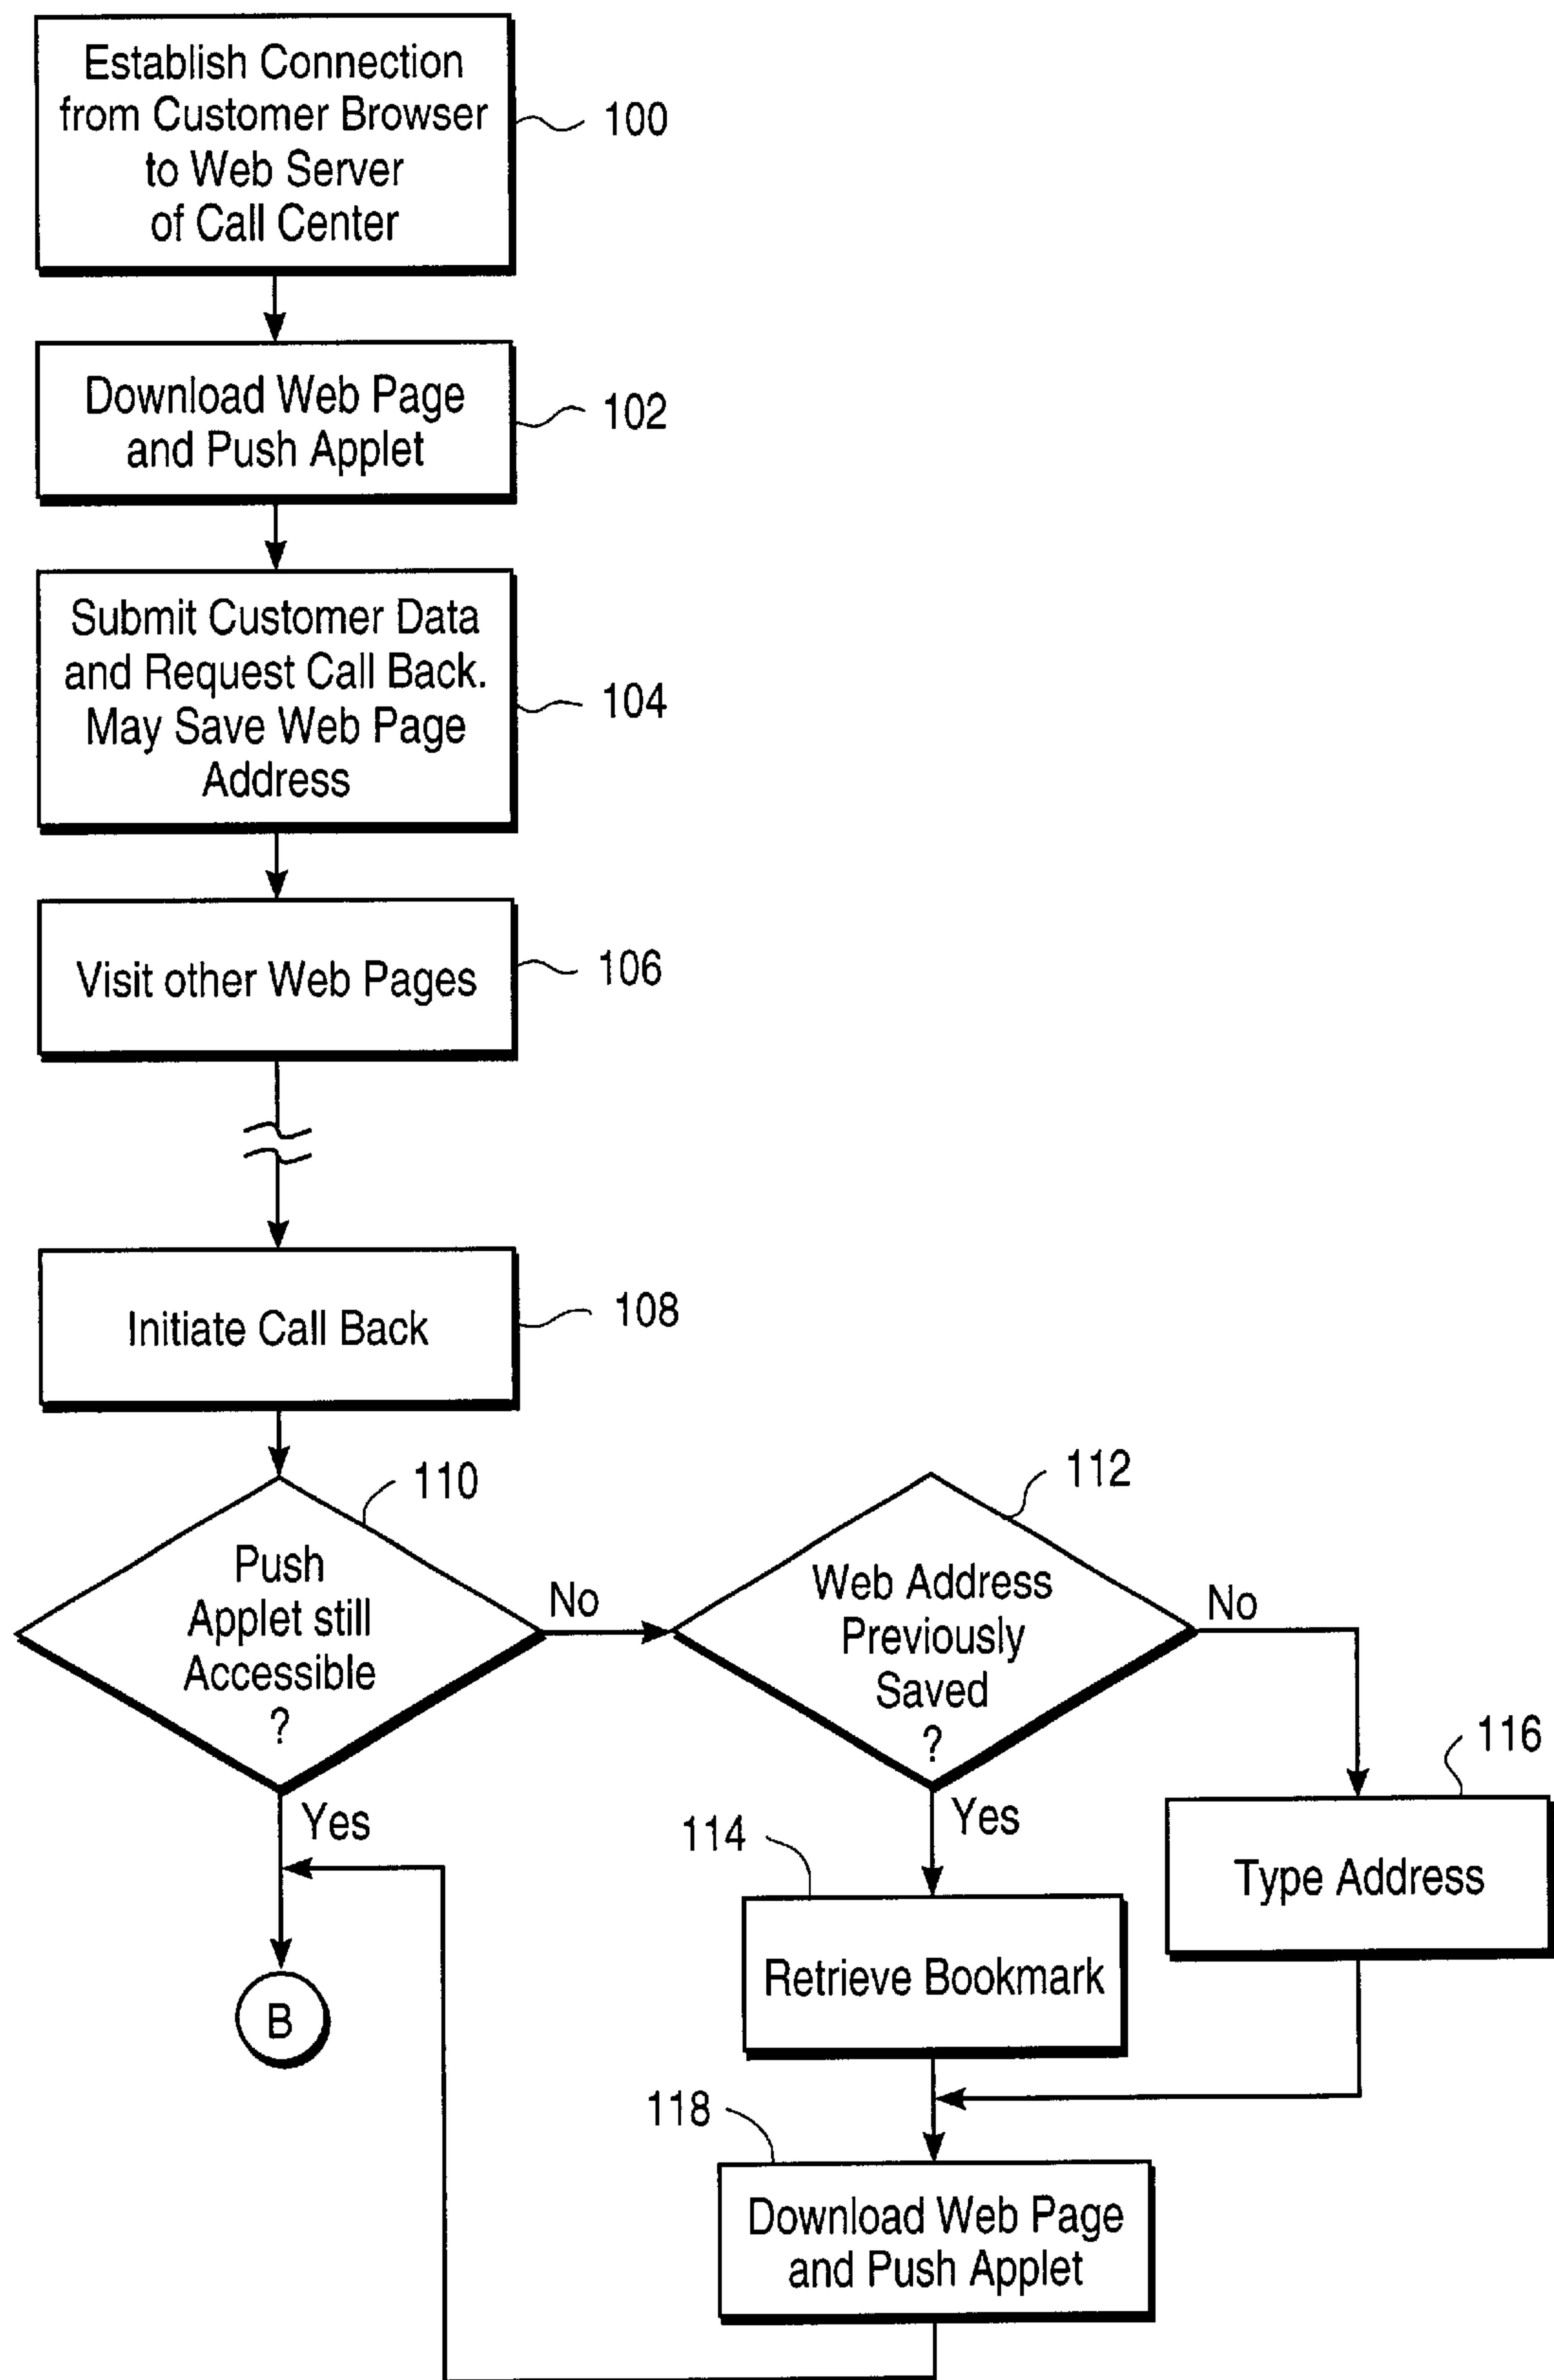 Establish Connection
from Customer Browser
to Web Server
of Call Center
100
Download Web Page
and Push Applet
102
Submit Customer Data
and Request Call Back.
May Save Web Page
Address
104
Visit other Web Pages
106
Initiate Call Back
108
110
Push
Applet still
Accessible
?
No
Yes
112
Web Address
Previously
Saved
?
No
Yes
116
Type Address
114
Retrieve Bookmark
B
118
Download Web Page
and Push Applet